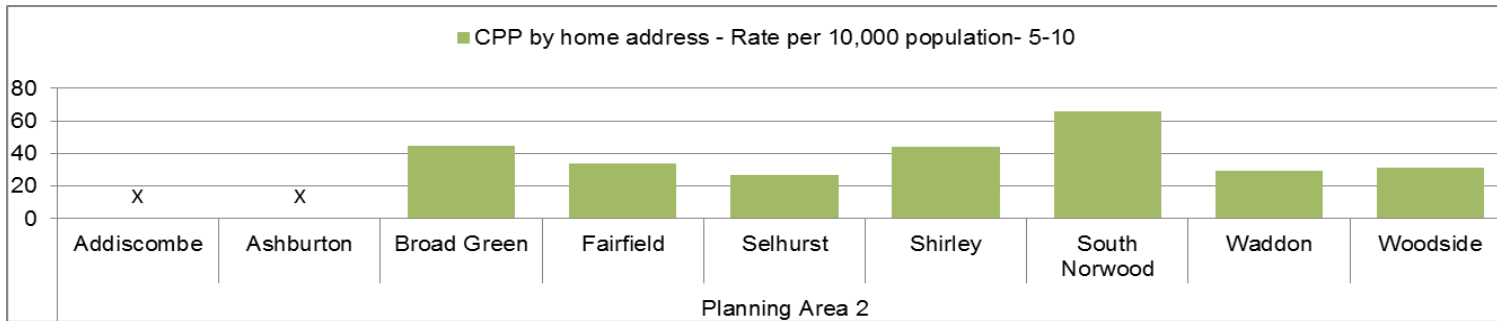 CPP by home address - Rate per 10,000 population- 5-10
80
60
40
20
0
X
X
Addiscombe
Ashburton
Broad Green
Fairfield
Selhurst
Shirley
South
Norwood
Waddon
Woodside
Planning Area 2